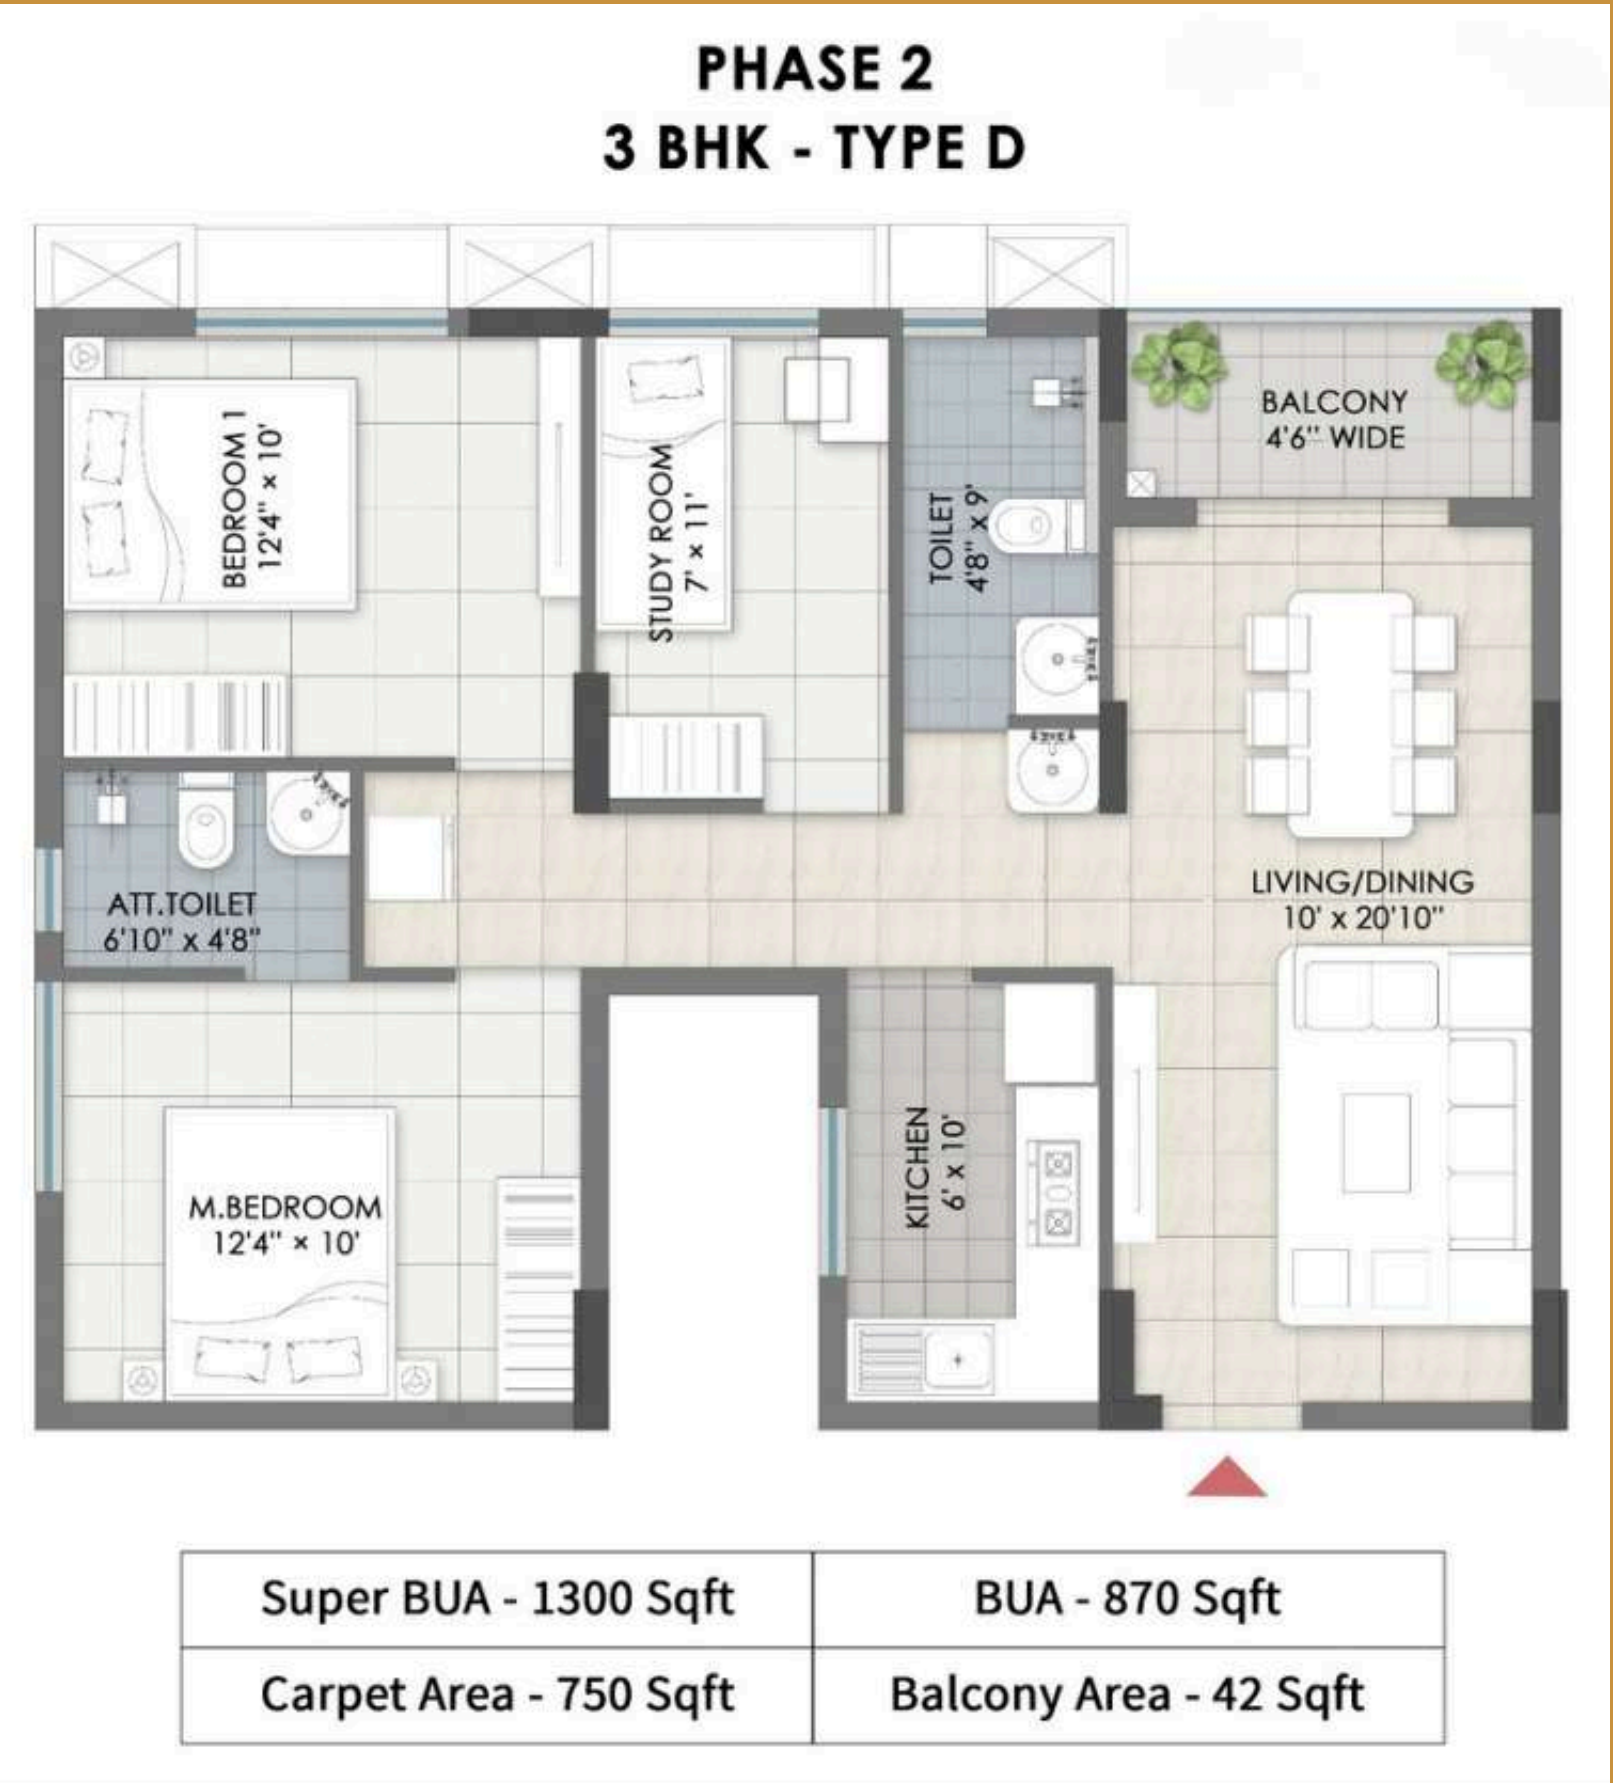 PHASE 2
3 BHK - TYPE D
BEDROOM 1
12'4" × 10'
STUDY ROOM
7' x 11'
TOILET
4'8" x 9'
BALCONY
4'6" WIDE
ATT.TOILET
6'10" x 4'8"
LIVING/DINING
10' x 20'10"
M.BEDROOM
12'4" × 10'
KITCHEN
6' x 10'
Super BUA - 1300 Sqft
BUA - 870 Sqft
Carpet Area - 750 Sqft
Balcony Area - 42 Sqft